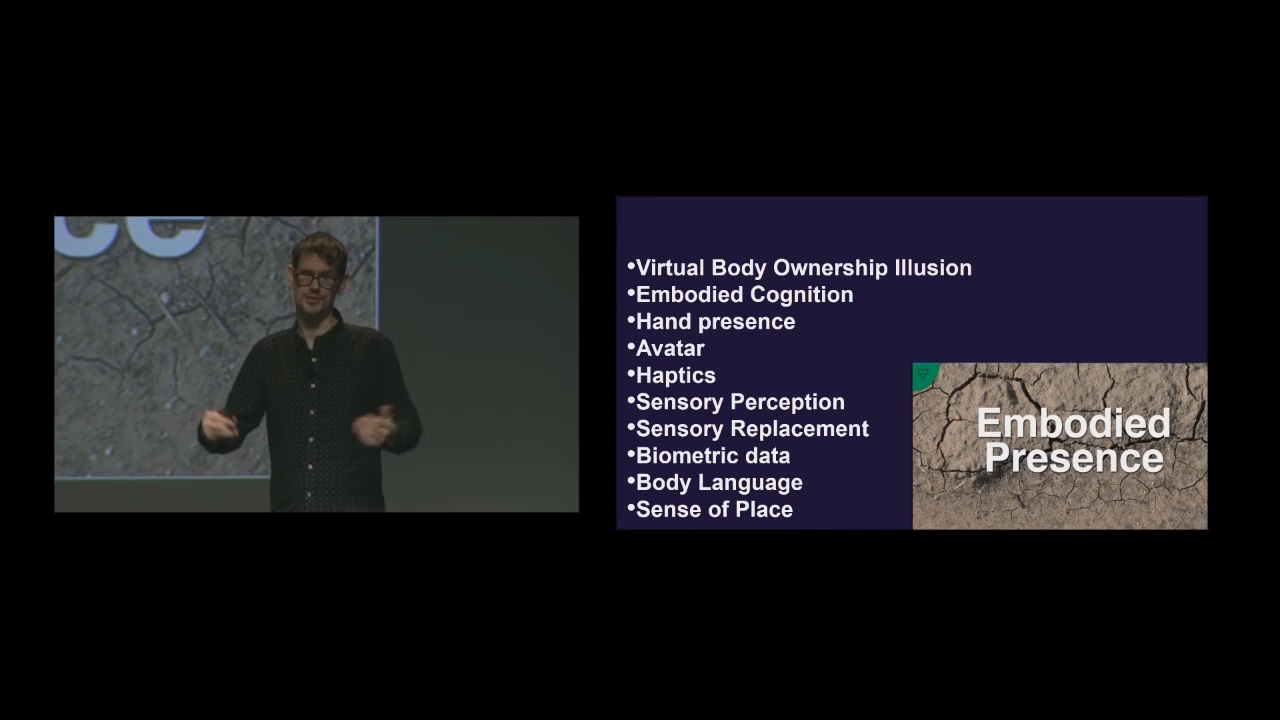 ce
•Virtual Body Ownership Illusion
•Embodied Cognition
•Hand presence
•Avatar
•Haptics
•Sensory Perception
•Sensory Replacement
•Biometric data
•Body Language
•Sense of Place
Embodied
Presence